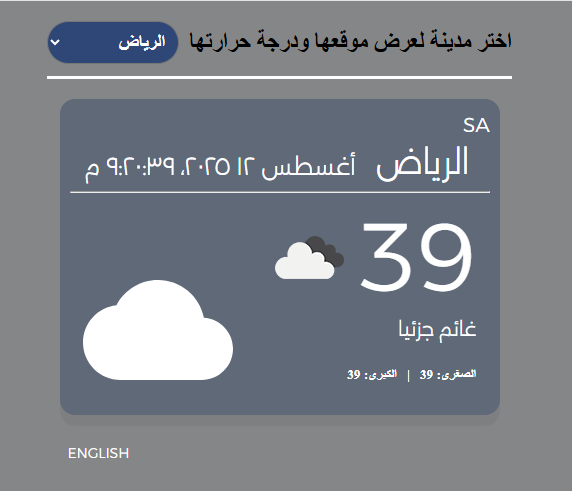 اختر مدينة لعرض موقعها ودرجة حرارتها الرياض
SA
الرياض أغسطس ١٢ ٢٠٢٥، ٩:٢٠:٣٩ م
39
غائم جزئيا
الصغرى: 39 | الكبرى: 39
ENGLISH